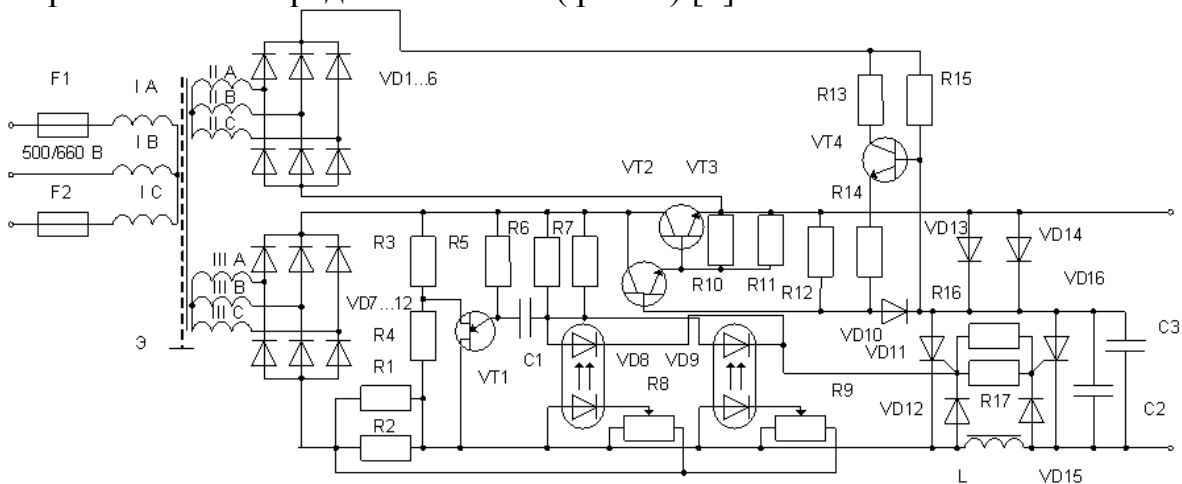 F1
I A
II A
II B
II C
VD1...6
R13
R15
500/660 В
I B
VT4
F2
I C
VT2
VT3
R14
R3
R5
R6
R7
VD13
VD14
III A
III B
III C
VD7...12
R10
R11
R12
R16
VD16
R4
VD10
VD11
C3
Э
R1
VT1
C1
VD8
VD9
R8
R9
R2
VD12
R17
C2
L
VD15